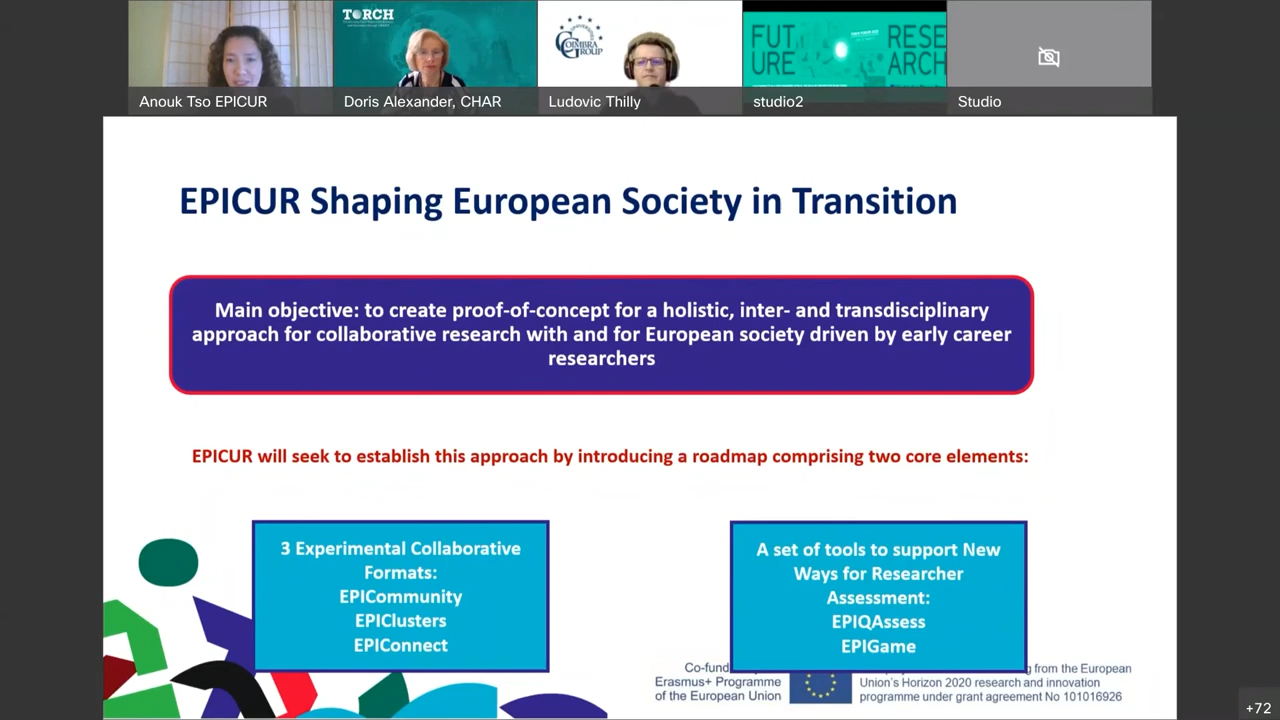 TORCH
COIMBRA
GROUP
FUT
URE
RESE
ARCH
Anouk Tso EPICUR
Doris Alexander, CHAR
Ludovic Thilly
studio2
Studio
EPICUR Shaping European Society in Transition
Main objective: to create proof-of-concept for a holistic, inter- and transdisciplinary
approach for collaborative research with and for European society driven by early career
researchers
EPICUR will seek to establish this approach by introducing a roadmap comprising two core elements:
3 Experimental Collaborative
Formats:
EPICommunity
EPIClusters
EPIConnect
A set of tools to support New
Ways for Researcher
Assessment:
EPIQAssess
EPIGame
Co-fund
Erasmus+ Programme
of the European Union
from the European
Union's Horizon 2020 research and innovation
programme under grant agreement No 101016926
+72